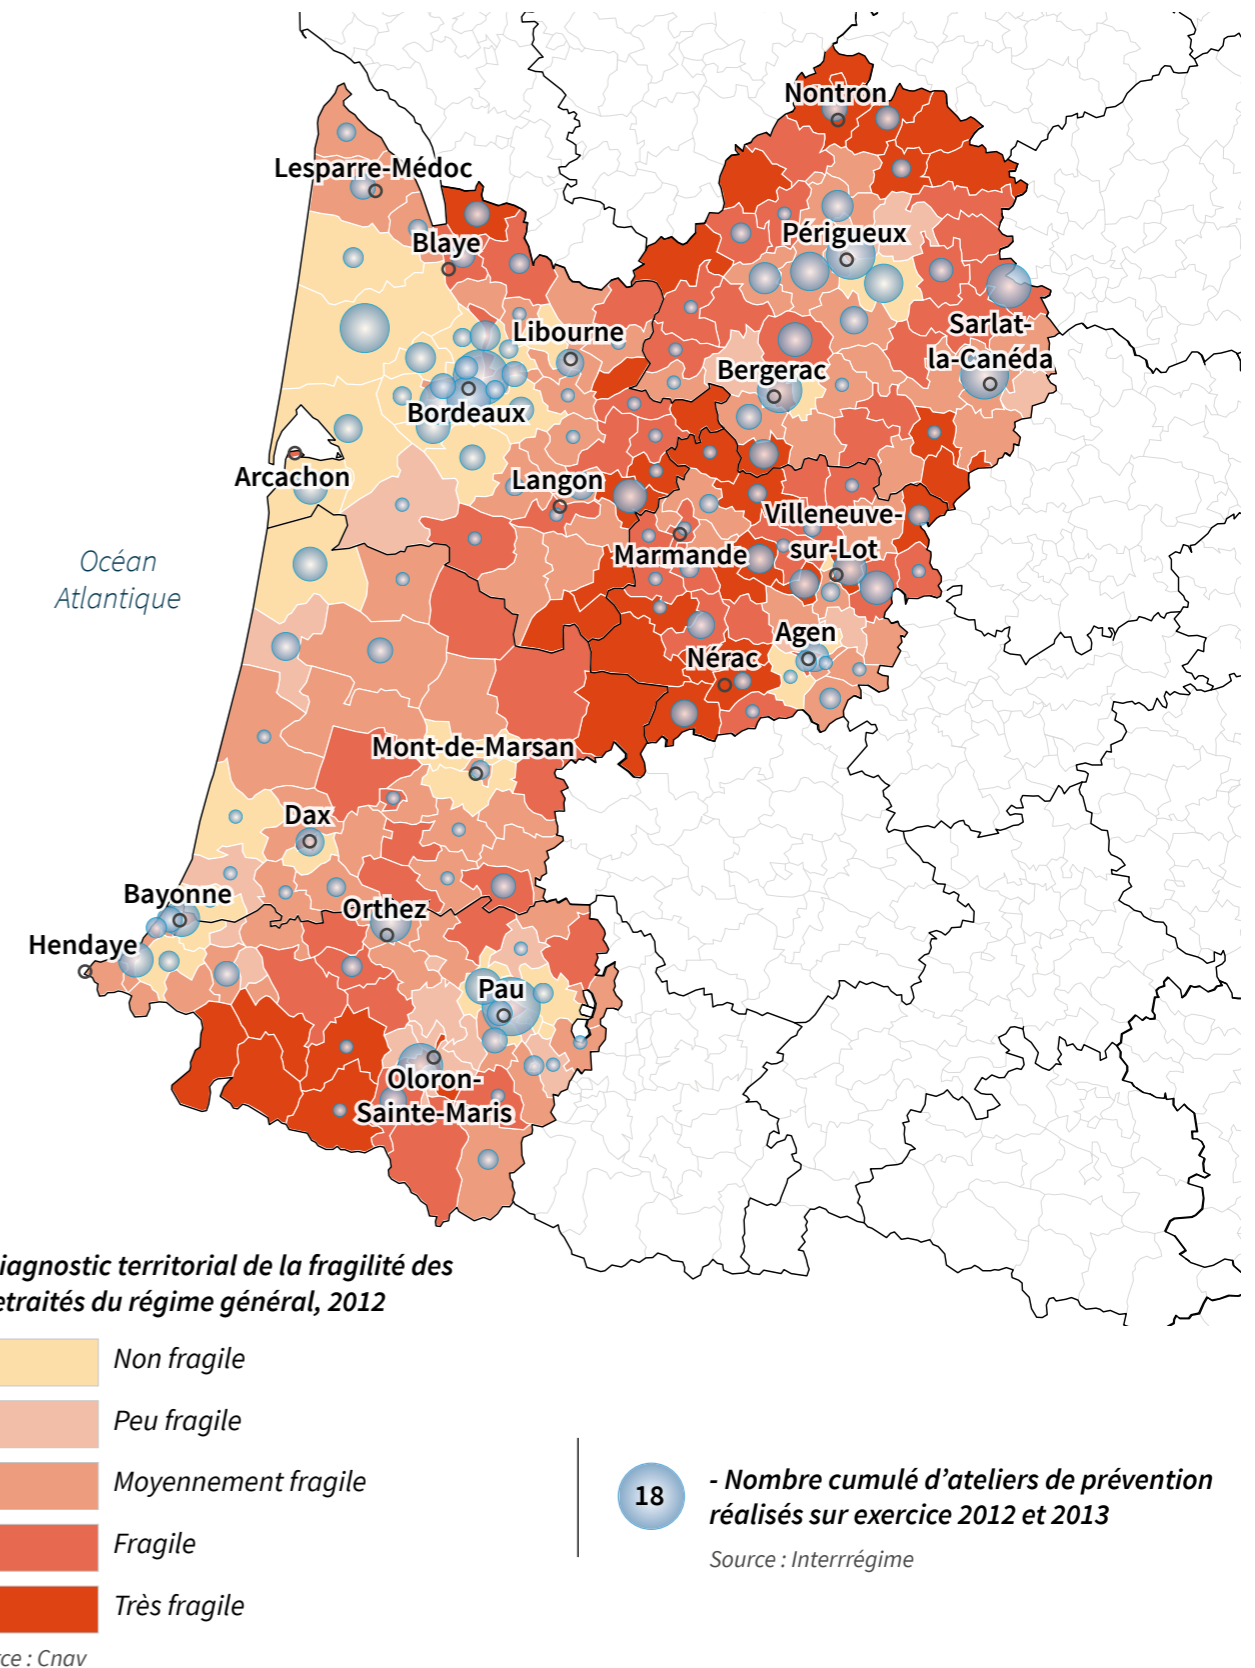 Nontron
Lesparre-Médoc
Blaye
Périgueux
Libourne
Sarlat-
la-Canéda
Bergerac
Bordeaux
Arcachon
Langon
Villeneuve-
sur-Lot
Marmande
Océan
Atlantique
Agen
Nérac
Mont-de-Marsan
Dax
Bayonne
Orthez
Hendaye
Pau
Oloron-
Sainte-Maris
iagnostic territorial de la fragilité des
etraités du régime général, 2012
Non fragile
Peu fragile
Moyennement fragile
Fragile
Très fragile
rce : Cnav
18
- Nombre cumulé d’ateliers de prévention
réalisés sur exercice 2012 et 2013
Source : Interrrégime